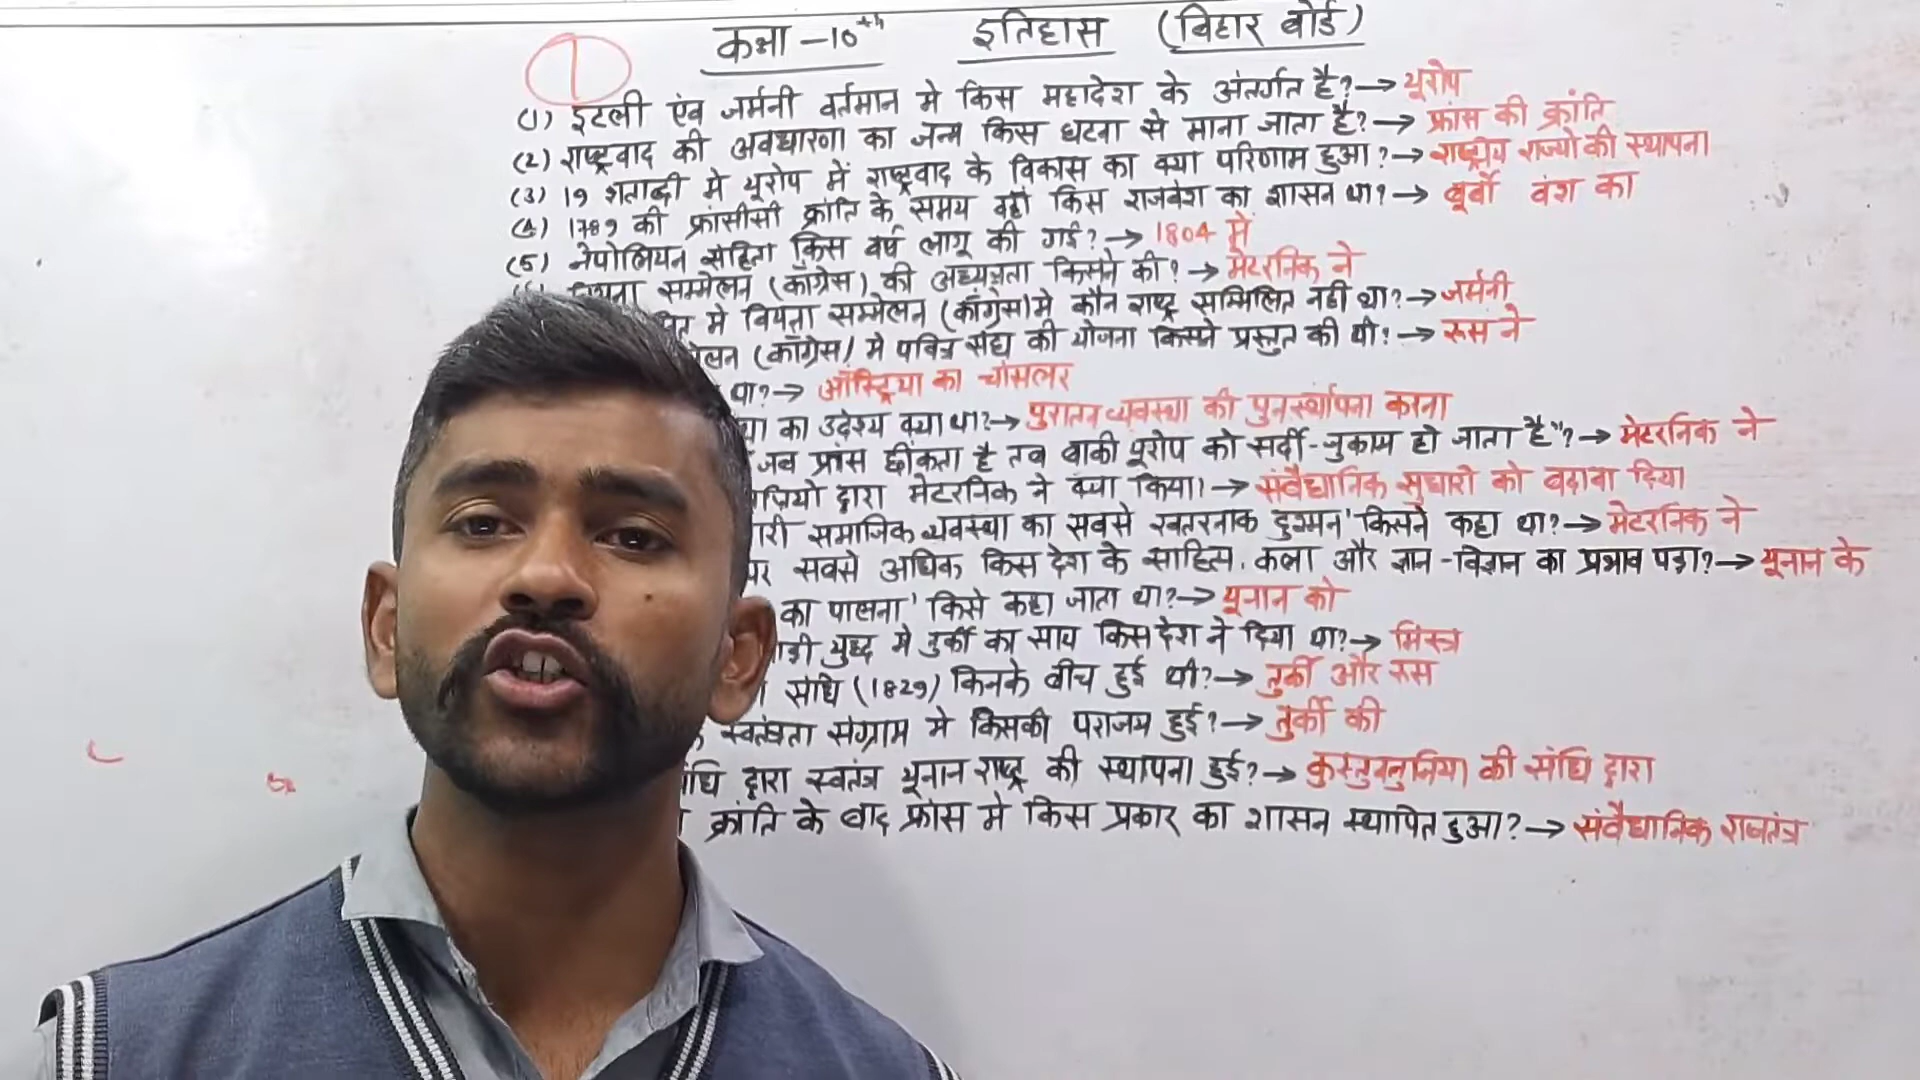 ①
कक्षा -10th इतिहास (बिहार बोर्ड)
(1) इटली एंव जर्मनी वर्तमान मे किस महादेश के अंतर्गत है?→ यूरोप
(2) राष्ट्रवाद की अवधारणा का जन्म किस घटना से माना जाता है?→ फ्रांस की क्रांति
(3) 19 शताब्दी मे यूरोप में राष्ट्रवाद के विकास का क्या परिणाम हुआ?→ राष्ट्रीय राज्यो की स्थापना
(4) 1789 की फ्रांसीसी क्रांति के समय वहाँ किस राजवंश का शासन था?→ बूर्वो वंश का
(5) नेपोलियन संहिता किस वर्ष लागू की गई?→ 1804 में
सम्मेलन (काँग्रेस) की अध्यक्षता किसने की?→ मेटरनिक ने
मे वियना सम्मेलन (काँग्रेस) मे कौन राष्ट्र सम्मिलित नही था?→ जर्मनी
(काँग्रेस) मे पवित्र संघ की योजना किसने प्रस्तुत की थी?→ रूस ने
था?→ ऑस्ट्रिया का चांसलर
का उदेश्य क्या था?→ पुरातन व्यवस्था की पुनर्स्थापना करना
जब फ्रांस छींकता है तब बाकी यूरोप को सर्दी-जुकाम हो जाता है"?→ मेटरनिक ने
द्वारा मेटरनिक ने क्या किया।→ संवैधानिक सुधारो को बढ़ावा दिया
समाजिक व्यवस्था का सबसे खतरनाक दुश्मन' किसने कहा था?→ मेटरनिक ने
पर सबसे अधिक किस देश के साहित्य, कला और ज्ञान-विज्ञान का प्रभाव पड़ा?→ यूनान के
का पालना' किसे कहा जाता था?→ यूनान को
युध्द मे तुर्की का साथ किस देश ने दिया था?→ मिस्त्र
संधि (1829) किनके बीच हुई थी?→ तुर्की और रूस
स्वतंत्रता संग्राम मे किसकी पराजय हुई?→ तुर्की की
द्वारा स्वतंत्र यूनान राष्ट्र की स्थापना हुई?→ कुस्तुनतुनिया की संधि द्वारा
क्रांति के बाद फ्रांस मे किस प्रकार का शासन स्थापित हुआ?→ संवैधानिक राजतंत्र